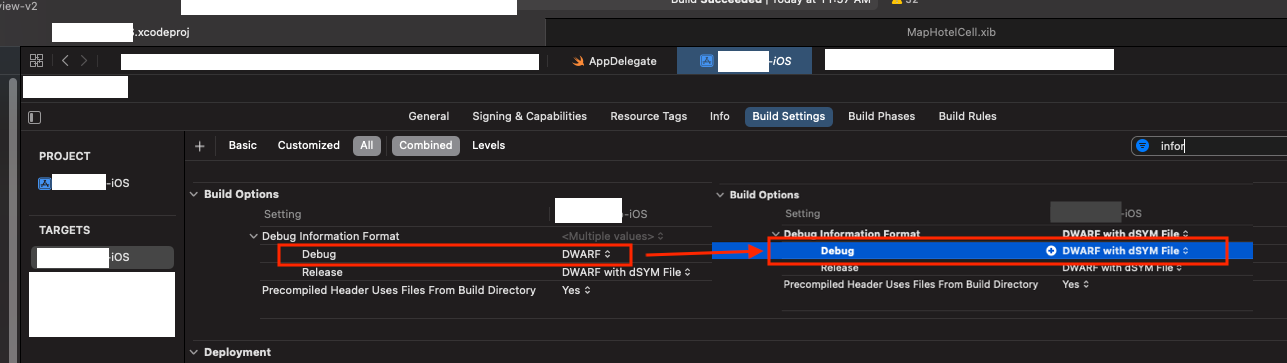 view-v2
Build Succeeded | Today at 11:37 AM 32
.xcodeproj
MapHotelCell.xib
AppDelegate
-iOS
General Signing & Capabilities Resource Tags Info Build Settings Build Phases Build Rules
Basic Customized All Combined Levels
infor
PROJECT
-iOS
TARGETS
-iOS
Build Options
Setting -iOS
Debug Information Format <Multiple values>
Debug DWARF
Release DWARF with dSYM File
Precompiled Header Uses Files From Build Directory Yes
Deployment
Build Options
Setting -iOS
Debug Information Format DWARF with dSYM File
Debug DWARF with dSYM File
Release DWARF with dSYM File
Precompiled Header Uses Files From Build Directory Yes